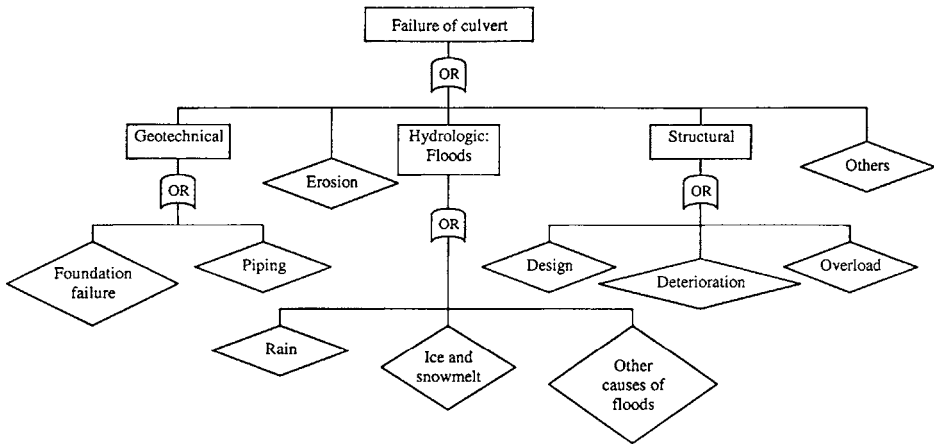 Failure of culvert
OR
Geotechnical
Hydrologic:
Floods
Structural
Erosion
Others
OR
OR
OR
Foundation
failure
Piping
Design
Deterioration
Overload
Rain
Ice and
snowmelt
Other
causes of
floods